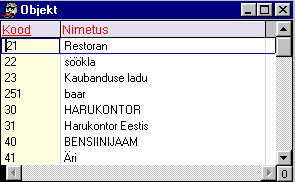 Objekt
Kood Nimetus
21 Restoran
22 söökla
23 Kaubanduse ladu
251 baar
30 HARUKONTOR
31 Harukontor Eestis
40 BENSIINIJAAM
41 Äri
0